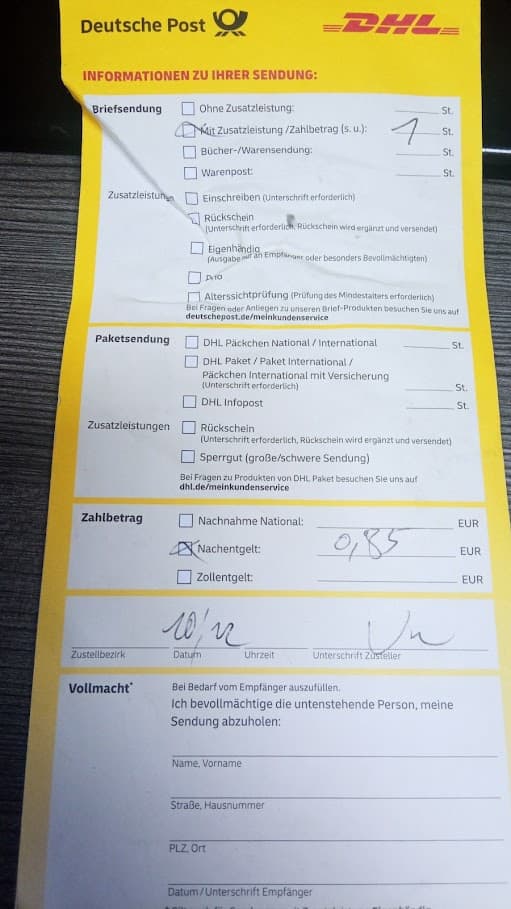 Deutsche Post DHL
INFORMATIONEN ZU IHRER SENDUNG:
Briefsendung Ohne Zusatzleistung: St.
Mit Zusatzleistung /Zahlbetrag (s. u.): 1 St.
Bücher-/Warensendung: St.
Warenpost: St.
Zusatzleistun Einschreiben (Unterschrift erforderlich)
Rückschein
(Unterschrift erforderlich, Rückschein wird ergänzt und versendet)
Eigenhändig
(Ausgabe nur an Empfänger oder besonders Bevollmächtigten)
Alterssichtprüfung (Prüfung des Mindestalters erforderlich)
Bei Fragen oder Anliegen zu unseren Brief-Produkten besuchen Sie uns auf
deutschepost.de/meinkundenservice
Paketsendung DHL Päckchen National / International St.
DHL Paket / Paket International /
Päckchen International mit Versicherung
(Unterschrift erforderlich) St.
DHL Infopost St.
Zusatzleistungen Rückschein
(Unterschrift erforderlich, Rückschein wird ergänzt und versendet)
Sperrgut (große/schwere Sendung)
Bei Fragen zu Produkten von DHL Paket besuchen Sie uns auf
dhl.de/meinkundenservice
Zahlbetrag Nachnahme National: EUR
Nachentgelt: 0,85 EUR
Zollentgelt: EUR
Zustellbezirk Datum Uhrzeit Unterschrift Zusteller
Vollmacht* Bei Bedarf vom Empfänger auszufüllen.
Ich bevollmächtige die untenstehende Person, meine
Sendung abzuholen:
Name, Vorname
Straße, Hausnummer
PLZ, Ort
Datum/Unterschrift Empfänger